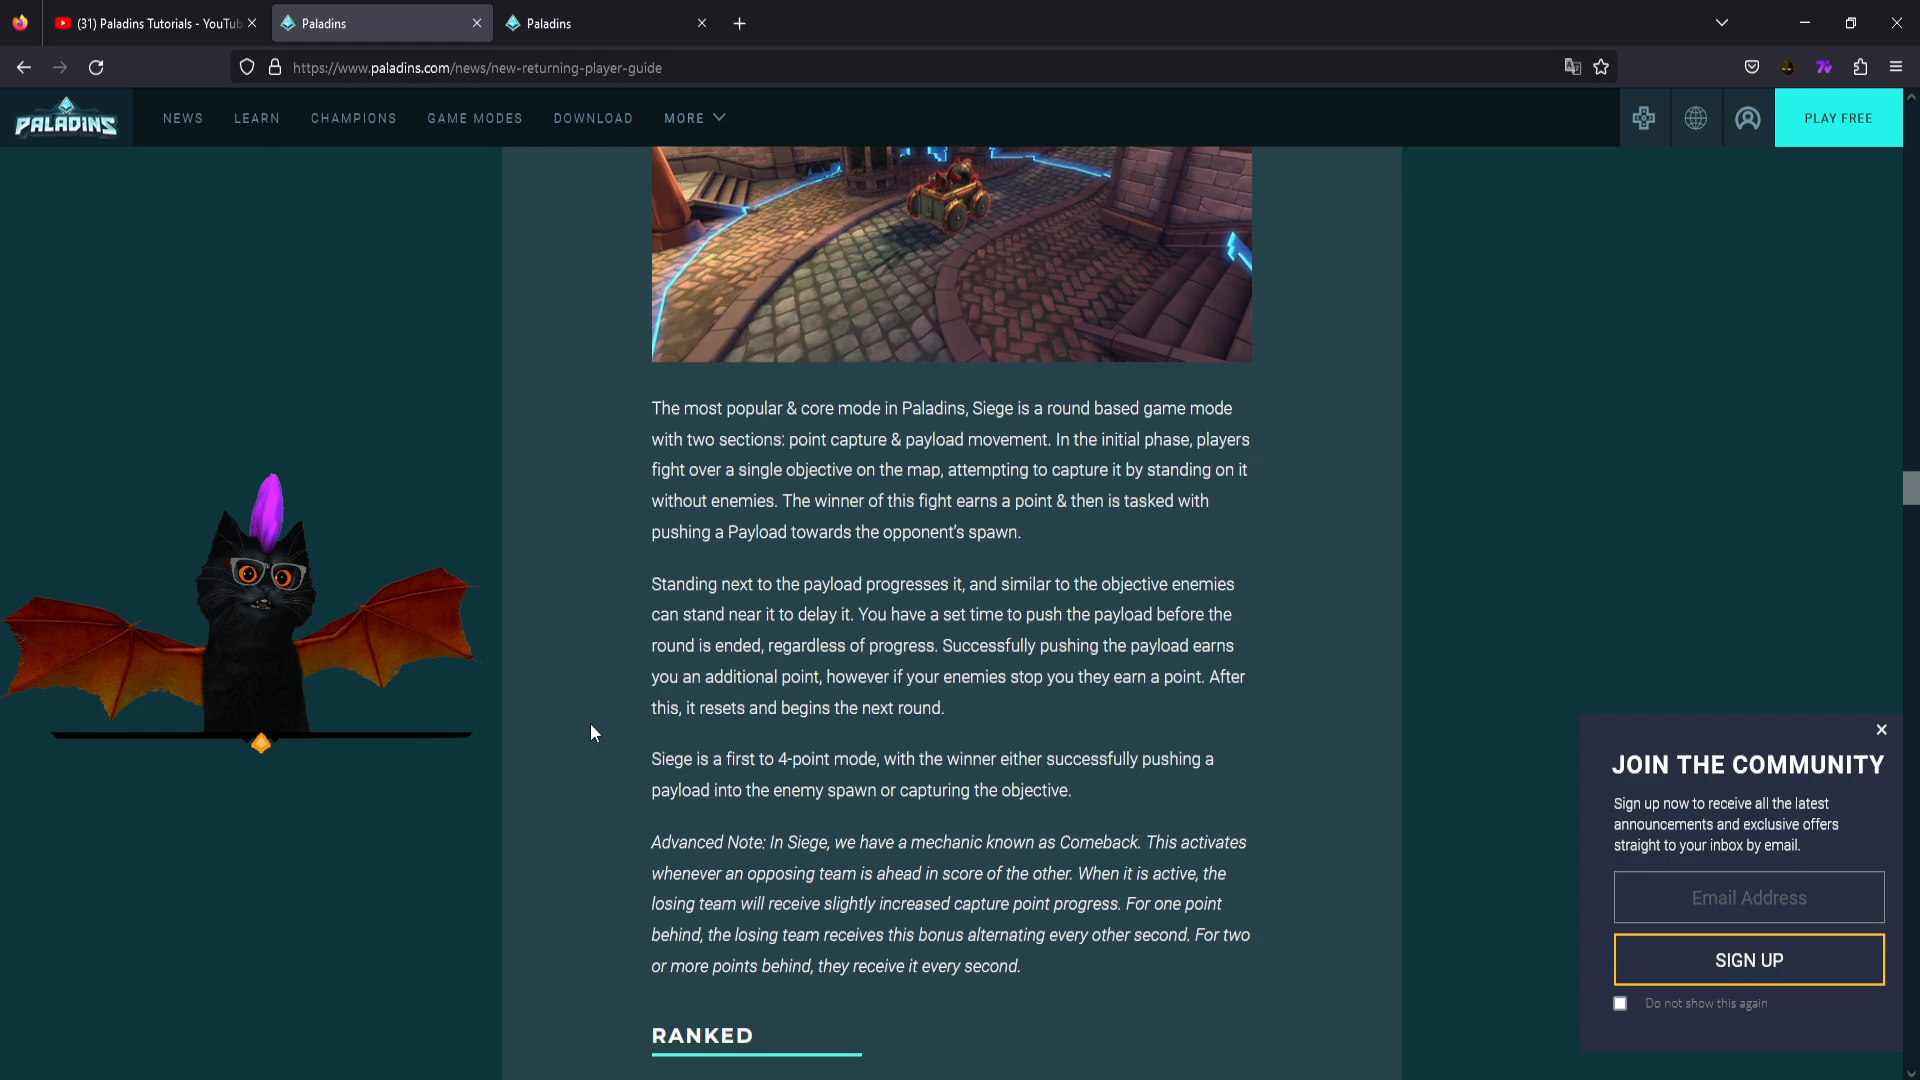 (31) Paladins Tutorials - YouTub
Paladins
Paladins
https://www.paladins.com/news/new-returning-player-guide
PALADINS
NEWS
LEARN
CHAMPIONS
GAME MODES
DOWNLOAD
MORE
PLAY FREE
The most popular & core mode in Paladins, Siege is a round based game mode
with two sections: point capture & payload movement. In the initial phase, players
fight over a single objective on the map, attempting to capture it by standing on it
without enemies. The winner of this fight earns a point & then is tasked with
pushing a Payload towards the opponent's spawn.
Standing next to the payload progresses it, and similar to the objective enemies
can stand near it to delay it. You have a set time to push the payload before the
round is ended, regardless of progress. Successfully pushing the payload earns
you an additional point, however if your enemies stop you they earn a point. After
this, it resets and begins the next round.
Siege is a first to 4-point mode, with the winner either successfully pushing a
payload into the enemy spawn or capturing the objective.
Advanced Note: In Siege, we have a mechanic known as Comeback. This activates
whenever an opposing team is ahead in score of the other. When it is active, the
losing team will receive slightly increased capture point progress. For one point
behind, the losing team receives this bonus alternating every other second. For two
or more points behind, they receive it every second.
RANKED
JOIN THE COMMUNITY
Sign up now to receive all the latest
announcements and exclusive offers
straight to your inbox by email.
Email Address
SIGN UP
Do not show this again